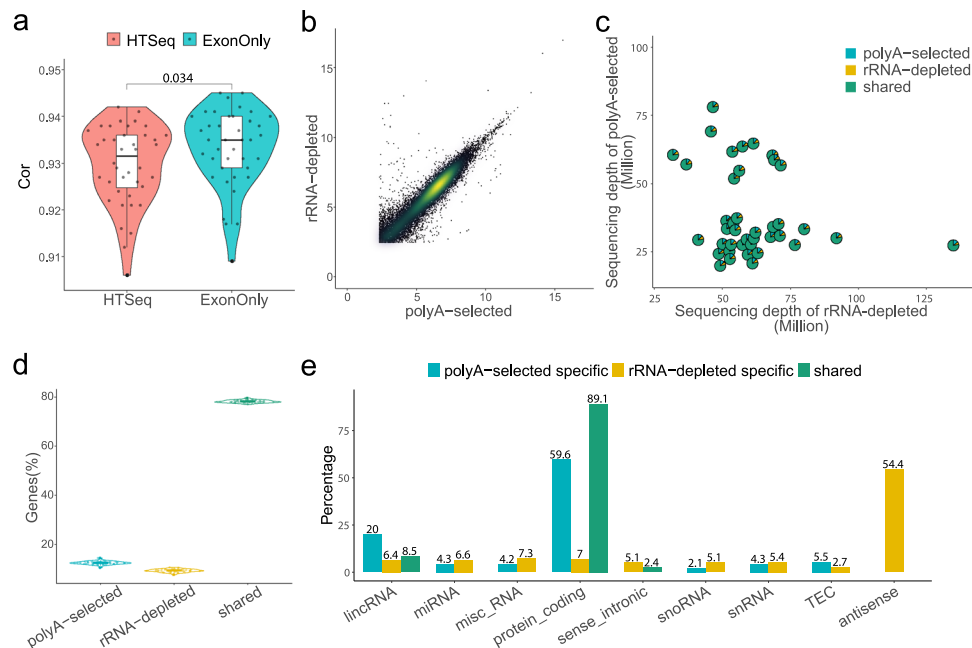 a
HTSeq ExonOnly
0.95
0.94
0.93
0.92
0.91
Cor
0.034
HTSeq ExonOnly
b
rRNA−depleted
15
10
5
0
0 5 10 15
polyA−selected
c
Sequencing depth of polyA−selected
(Million)
100
75
50
25
polyA−selected
rRNA−depleted
shared
25 50 75 100 125
Sequencing depth of rRNA−depleted
(Million)
d
Genes(%)
80
60
40
20
polyA−selected rRNA−depleted shared
e
polyA−selected specific rRNA−depleted specific shared
Percentage
75
50
25
0
20 6.4 8.5
4.3 6.6
4.2 7.3
59.6 7 89.1
5.1 2.4
2.1 5.1
4.3 5.4
5.5 2.7
54.4
lincRNA miRNA misc_RNA protein_coding sense_intronic snoRNA snRNA TEC antisense